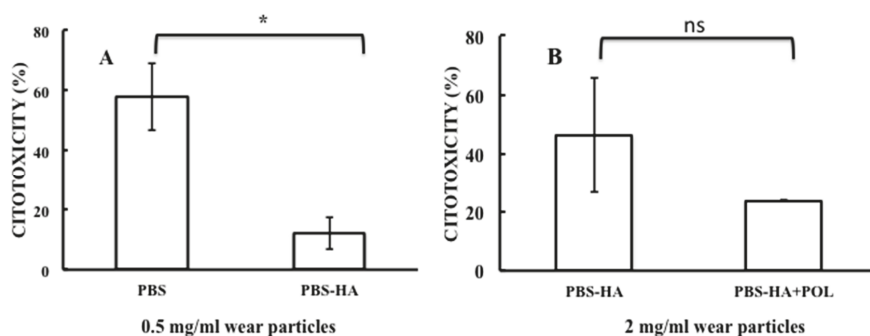 *
80
A
60
40
20
0
CITOTOXICITY (%)
PBS
PBS-HA
0.5 mg/ml wear particles
ns
80
B
60
40
20
0
CITOTOXICITY (%)
PBS-HA
PBS-HA+POL
2 mg/ml wear particles